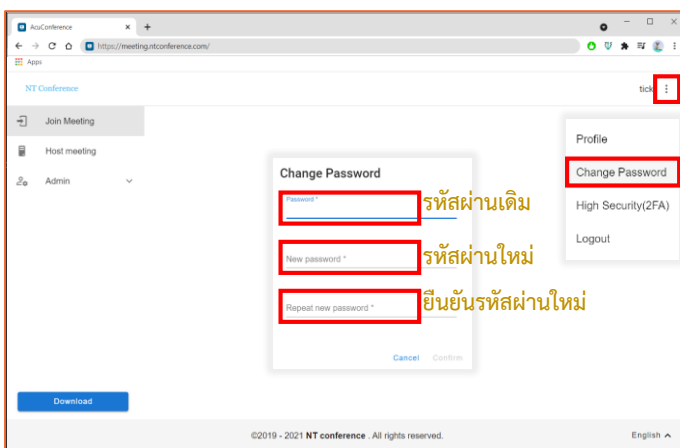 AcuConference
https://meeting.ntconference.com/
Apps
NT Conference
tick
Join Meeting
Host meeting
Admin
Profile
Change Password
High Security(2FA)
Logout
Change Password
Password *
รหัสผ่านเดิม
New password *
รหัสผ่านใหม่
Repeat new password *
ยืนยันรหัสผ่านใหม่
Cancel Confirm
Download
©2019 - 2021 NT conference . All rights reserved.
English